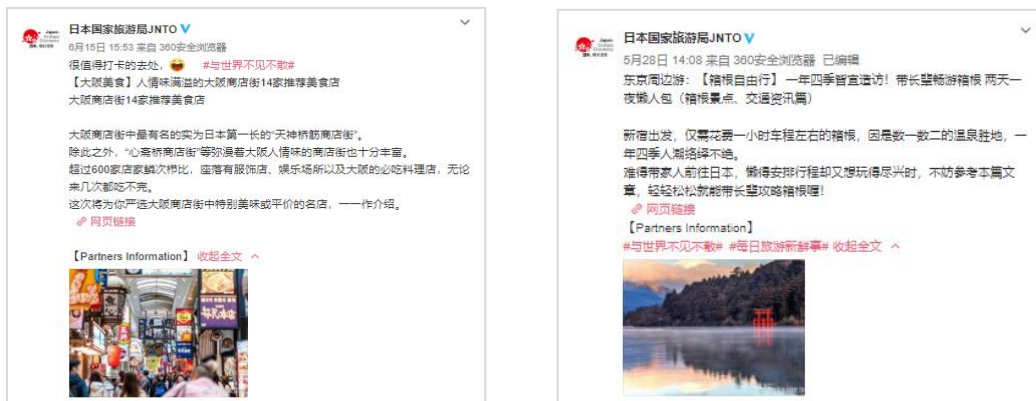 日本国家旅游局JNTO
6月15日 15:53 来自 360安全浏览器
很值得打卡的去处, #与世界不见不散#
【大阪美食】人情味满溢的大阪商店街14家推荐美食店
大阪商店街14家推荐美食店
大阪商店街中最有名的实为日本第一长的“天神桥筋商店街”。
除此之外，“心斋桥商店街”等弥漫着大阪人情味的商店街也十分丰富。
超过600家店家鳞次栉比，座落有服饰店、娱乐场所以及大阪的必吃料理店，无论
来几次都吃不完。
这次将为你严选大阪商店街中特别美味或平价的名店，一一作介绍。
网页链接
【Partners Information】 收起全文
日本国家旅游局JNTO
5月28日 14:08 来自 360安全浏览器 已编辑
东京周边游：【箱根自由行】 一年四季皆宜造访！带长辈畅游箱根 两天一
夜懒人包（箱根景点、交通资讯篇）
新宿出发，仅需花费一小时车程左右的箱根，因是数一数二的温泉胜地，一
年四季人潮络绎不绝。
难得带家人前往日本，懒得安排行程却又想玩得尽兴时，不妨参考本篇文
章，轻轻松松就能带长辈攻略箱根喔！
网页链接
【Partners Information】
#与世界不见不散# #每日旅游新鲜事# 收起全文